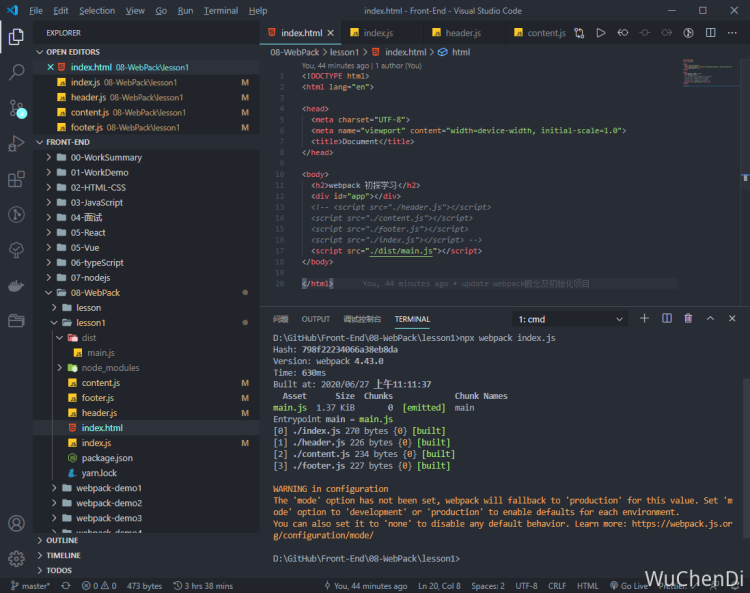 File Edit Selection View Go Run Terminal Help index.html - Front-End - Visual Studio Code
EXPLORER
OPEN EDITORS
index.html 08-WebPack\lesson1
index.js 08-WebPack\lesson1 M
header.js 08-WebPack\lesson1 M
content.js 08-WebPack\lesson1 M
footer.js 08-WebPack\lesson1 M
FRONT-END
00-WorkSummary
01-WorkDemo
02-HTML-CSS
03-JavaScript
04-面试
05-React
05-Vue
06-typeScript
07-nodejs
08-WebPack
lesson
lesson1
dist
main.js
node_modules
content.js M
footer.js M
header.js M
index.html
index.js M
package.json
yarn.lock
webpack-demo1
webpack-demo2
webpack-demo3
webpack-demo4
OUTLINE
TIMELINE
TODOS
index.html index.js header.js content.js
08-WebPack > lesson1 > index.html > html
You, 44 minutes ago | 1 author (You)
1 <!DOCTYPE html>
2 <html lang="en">
3
4 <head>
5 <meta charset="UTF-8">
6 <meta name="viewport" content="width=device-width, initial-scale=1.0">
7 <title>Document</title>
8 </head>
9
10 <body>
11 <h2>webpack 初探学习</h2>
12 <div id="app"></div>
13 <!-- <script src="./header.js"></script>
14 <script src="./content.js"></script>
15 <script src="./footer.js"></script>
16 <script src="./index.js"></script> -->
17 <script src="./dist/main.js"></script>
18 </body>
19
20 </html> You, 44 minutes ago • update webpack概念及初始化项目
问题 OUTPUT 调试控制台 TERMINAL 1: cmd
D:\GitHub\Front-End\08-WebPack\lesson1>npx webpack index.js
Hash: 798f22234066a38eb8da
Version: webpack 4.43.0
Time: 630ms
Built at: 2020/06/27 上午11:11:37
Asset Size Chunks Chunk Names
main.js 1.37 KiB 0 [emitted] main
Entrypoint main = main.js
[0] ./index.js 270 bytes {0} [built]
[1] ./header.js 226 bytes {0} [built]
[2] ./content.js 234 bytes {0} [built]
[3] ./footer.js 227 bytes {0} [built]
WARNING in configuration
The 'mode' option has not been set, webpack will fallback to 'production' for this value. Set 'm
ode' option to 'development' or 'production' to enable defaults for each environment.
You can also set it to 'none' to disable any default behavior. Learn more: https://webpack.js.or
g/configuration/mode/
D:\GitHub\Front-End\08-WebPack\lesson1>
WuChenDi
master* 0 0 473 bytes 3 hrs 38 mins You, 44 minutes ago Ln 20, Col 8 Spaces: 2 UTF-8 CRLF HTML Go Live Prettier